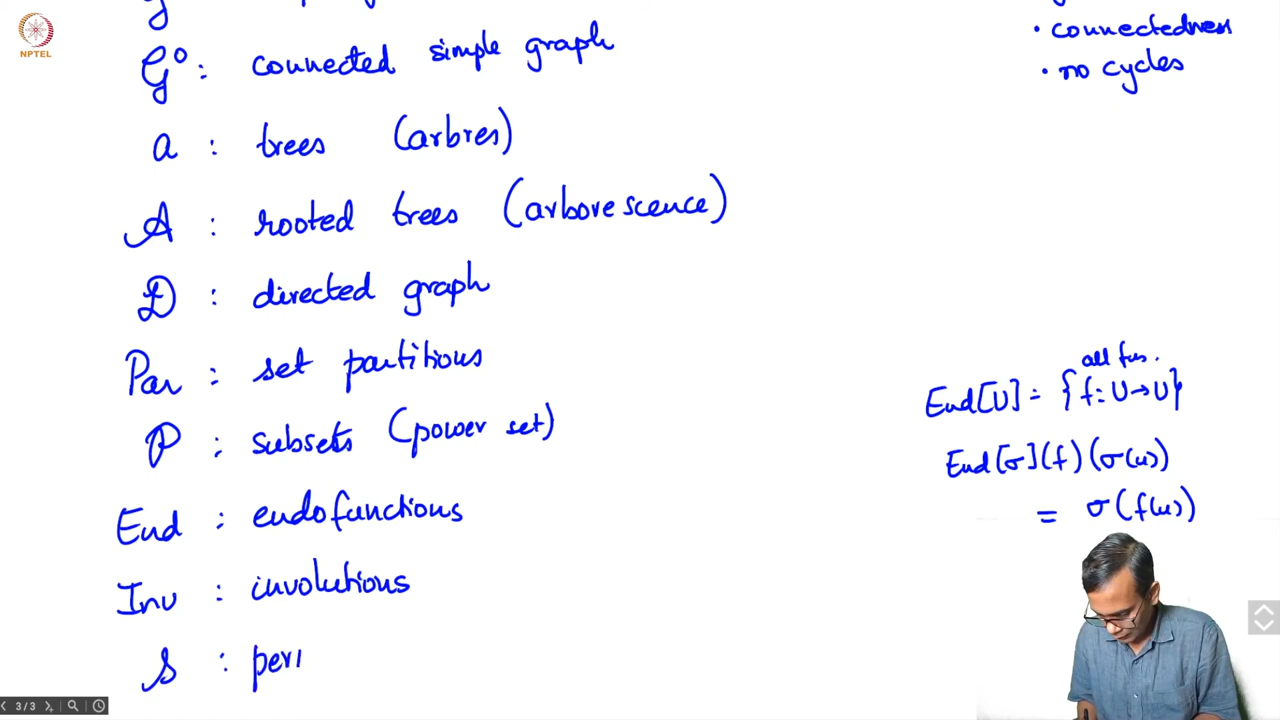 NPTEL
G° : connected simple graph
a : trees (arbres)
A : rooted trees (arborescence)
D : directed graph
Par : set partitions
P : subsets (power set)
End : endofunctions
Inv : involutions
S : per
• connectedness
• no cycles
all fns.
End[U] = {f: U→U}
End[σ](f)(σ(u))
= σ(f(u))
3/3